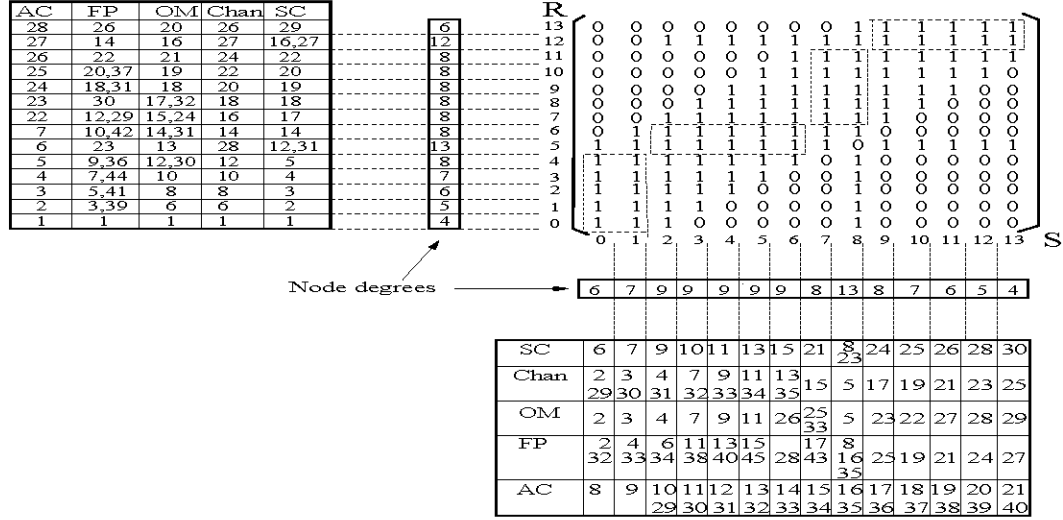 AC FP OM Chan SC R
28 26 20 26 29 6 13 0 0 0 0 0 0 0 0 1 1 1 1 1 1
27 14 16 27 16,27 12 12 0 0 1 1 1 1 1 1 1 1 1 1 1 1
26 22 21 24 22 8 11 0 0 0 0 0 0 1 1 1 1 1 1 1 1
25 20,37 19 22 20 8 10 0 0 0 0 0 1 1 1 1 1 1 1 1 0
24 18,31 18 20 19 8 9 0 0 0 0 1 1 1 1 1 1 1 1 0 0
23 30 17,32 18 18 8 8 0 0 0 1 1 1 1 1 1 1 1 0 0 0
22 12,29 15,24 16 17 8 7 0 0 1 1 1 1 1 1 1 1 0 0 0 0
7 10,42 14,31 14 14 8 6 0 1 1 1 1 1 1 1 1 0 0 0 0 0
6 23 13 28 12,31 13 5 1 1 1 1 1 1 1 1 0 1 1 1 1 1
5 9,36 12,30 12 5 8 4 1 1 1 1 1 1 1 0 1 0 0 0 0 0
4 7,44 10 10 4 7 3 1 1 1 1 1 1 0 0 1 0 0 0 0 0
3 5,41 8 8 3 6 2 1 1 1 1 1 0 0 0 1 0 0 0 0 0
2 3,39 6 6 2 5 1 1 1 1 1 0 0 0 0 1 0 0 0 0 0
1 1 1 1 1 4 0 1 1 1 0 0 0 0 0 1 0 0 0 0 0
0 1 2 3 4 5 6 7 8 9 10 11 12 13 S
Node degrees 6 7 9 9 9 9 9 8 13 8 7 6 5 4
SC 6 7 9 10 11 13 15 21 8 23 24 25 26 28 30
Chan 2 29 3 30 4 31 7 32 9 33 11 34 13 35 15 5 17 19 21 23 25
OM 2 3 4 7 9 11 26 25 33 5 23 22 27 28 29
FP 2 32 4 33 6 34 11 38 13 40 15 45 28 17 43 8 16 35 25 19 21 24 27
AC 8 9 10 29 11 30 12 31 13 32 14 33 15 34 16 35 17 36 18 37 19 38 20 39 21 40